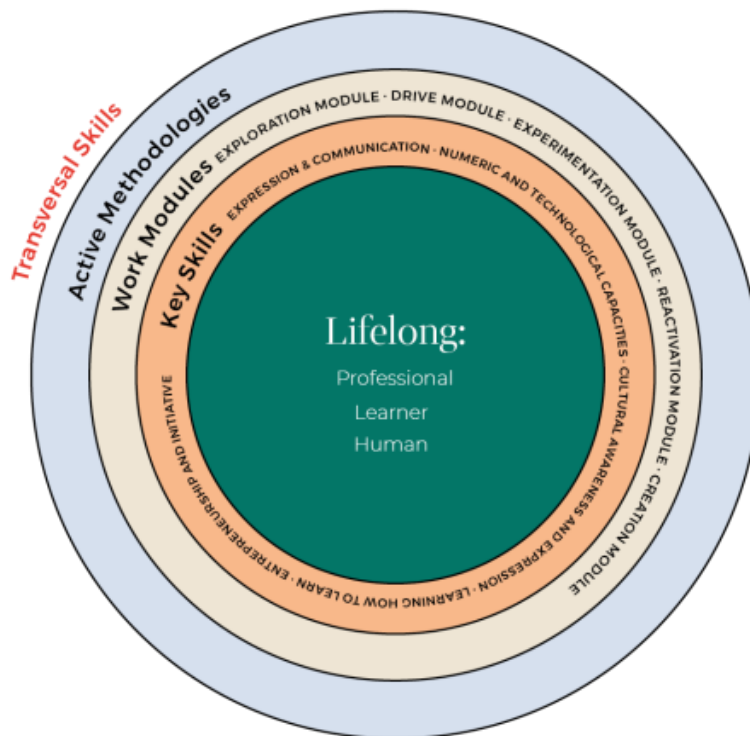 Transversal Skills
Active Methodologies
Work Modules EXPLORATION MODULE · DRIVE MODULE · EXPERIMENTATION MODULE · REACTIVATION MODULE · CREATION MODULE
Key Skills EXPRESSION & COMMUNICATION · NUMERIC AND TECHNOLOGICAL CAPACITIES · CULTURAL AWARENESS AND EXPRESSION · LEARNING HOW TO LEARN · ENTREPRENEURSHIP AND INITIATIVE
Lifelong:
Professional
Learner
Human